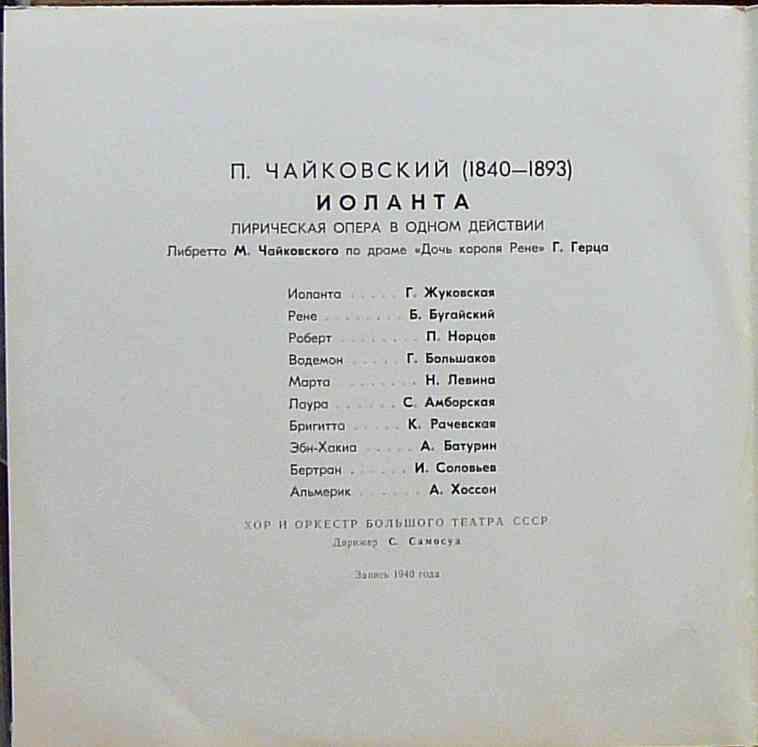 П. ЧАЙКОВСКИЙ (1840—1893)
ИОЛАНТА
ЛИРИЧЕСКАЯ ОПЕРА В ОДНОМ ДЕЙСТВИИ
Либретто М. Чайковского по драме «Дочь короля Рене» Г. Герца
Иоланта ..... Г. Жуковская
Рене ........ Б. Бугайский
Роберт ........ П. Норцов
Водемон ..... Г. Большаков
Марта ........ Н. Левина
Лаура ...... С. Амборская
Бригитта ..... К. Рачевская
Эбн-Хакиа ..... А. Батурин
Бертран ...... И. Соловьев
Альмерик ...... А. Хоссон
ХОР И ОРКЕСТР БОЛЬШОГО ТЕАТРА СССР
Дирижер С. Самосуд
Запись 1940 года